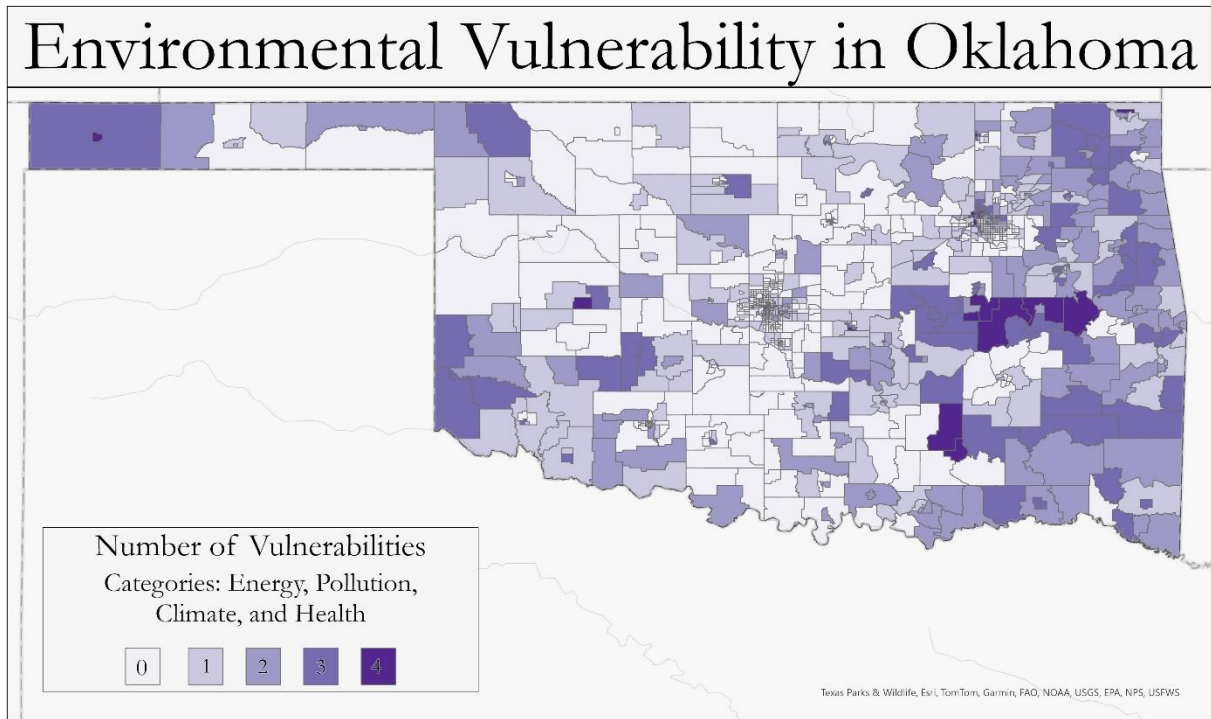 Environmental Vulnerability in Oklahoma
Number of Vulnerabilities
Categories: Energy, Pollution,
Climate, and Health
0 1 2 3 4
Texas Parks & Wildlife, Esri, TomTom, Garmin, FAO, NOAA, USGS, EPA, NPS, USFWS